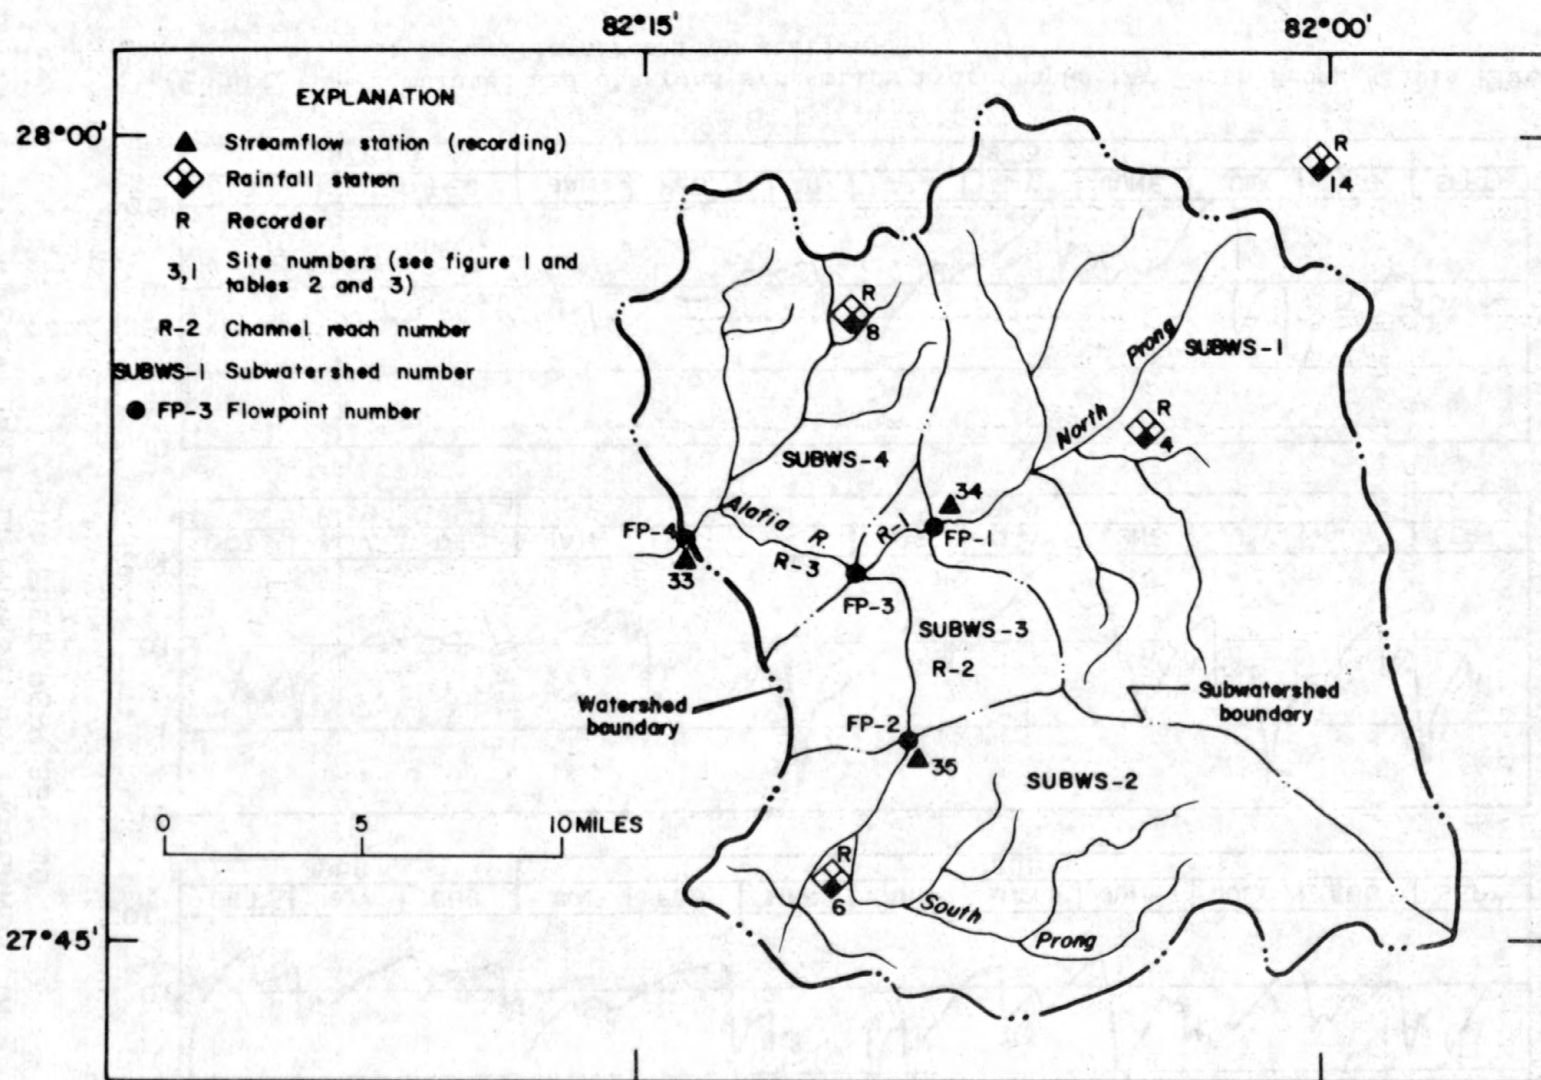 82°15'
82°00'
28°00'
EXPLANATION
Streamflow station (recording)
Rainfall station
R Recorder
3,1 Site numbers (see figure 1 and
tables 2 and 3)
R-2 Channel reach number
SUBWS-1 Subwatershed number
FP-3 Flowpoint number
R
14
R
8
North Prong
SUBWS-1
R
4
SUBWS-4
34
Alafia R.
R-1
FP-1
FP-4
33
R-3
FP-3
SUBWS-3
R-2
Watershed
boundary
Subwatershed
boundary
FP-2
35
SUBWS-2
0 5 10 MILES
R
6
South Prong
27°45'